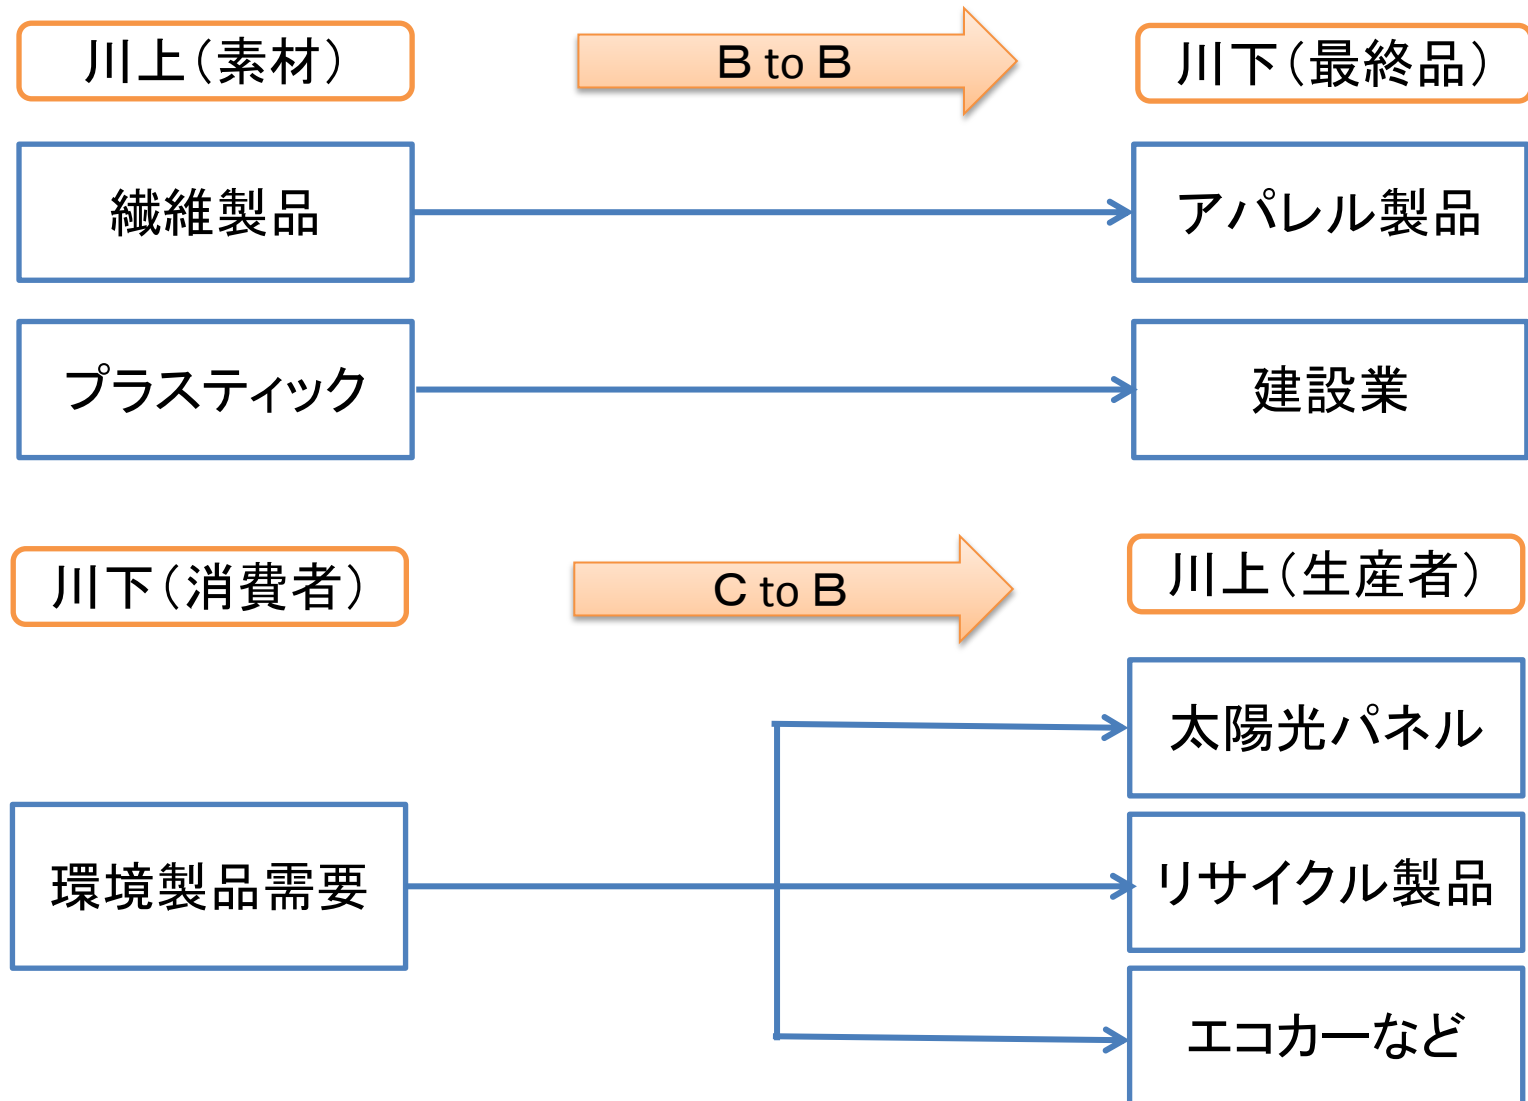 川上（素材）
B to B
川下（最終品）
繊維製品
アパレル製品
プラスティック
建設業
川下（消費者）
C to B
川上（生産者）
太陽光パネル
環境製品需要
リサイクル製品
エコカーなど